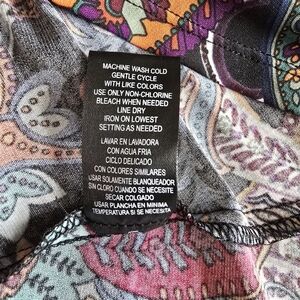 MACHINE WASH COLD
GENTLE CYCLE
WITH LIKE COLORS
USE ONLY NON-CHLORINE
BLEACH WHEN NEEDED
LINE DRY
IRON ON LOWEST
SETTING AS NEEDED
LAVAR EN LAVADORA
CON AGUA FRIA
CICLO DELICADO
CON COLORES SIMILARES
USAR SOLAMENTE BLANQUEADOR
SIN CLORO CUANDO SE NECESITE
SECAR COLGADO
USAR PLANCHA EN MINIMA
TEMPERATURA SI SE NECESITA